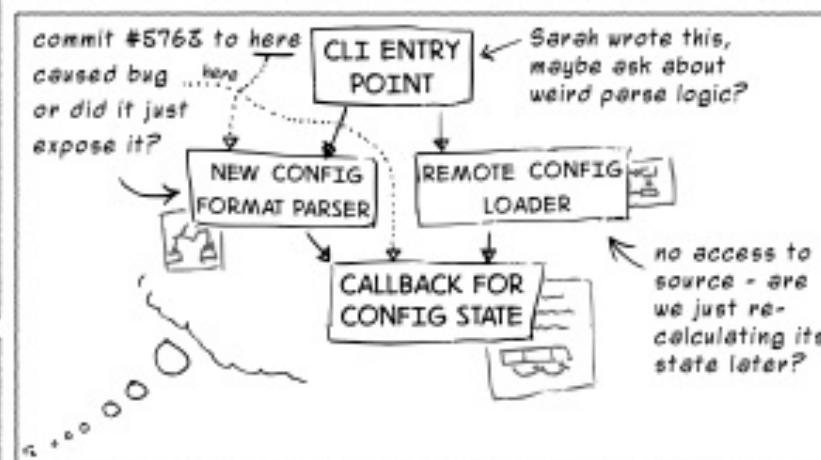 commit #5763 to here
caused bug here
or did it just
expose it?
CLI ENTRY
POINT
Sarah wrote this,
maybe ask about
weird parse logic?
NEW CONFIG
FORMAT PARSER
REMOTE CONFIG
LOADER
CALLBACK FOR
CONFIG STATE
no access to
source - are
we just re-
calculating its
state later?